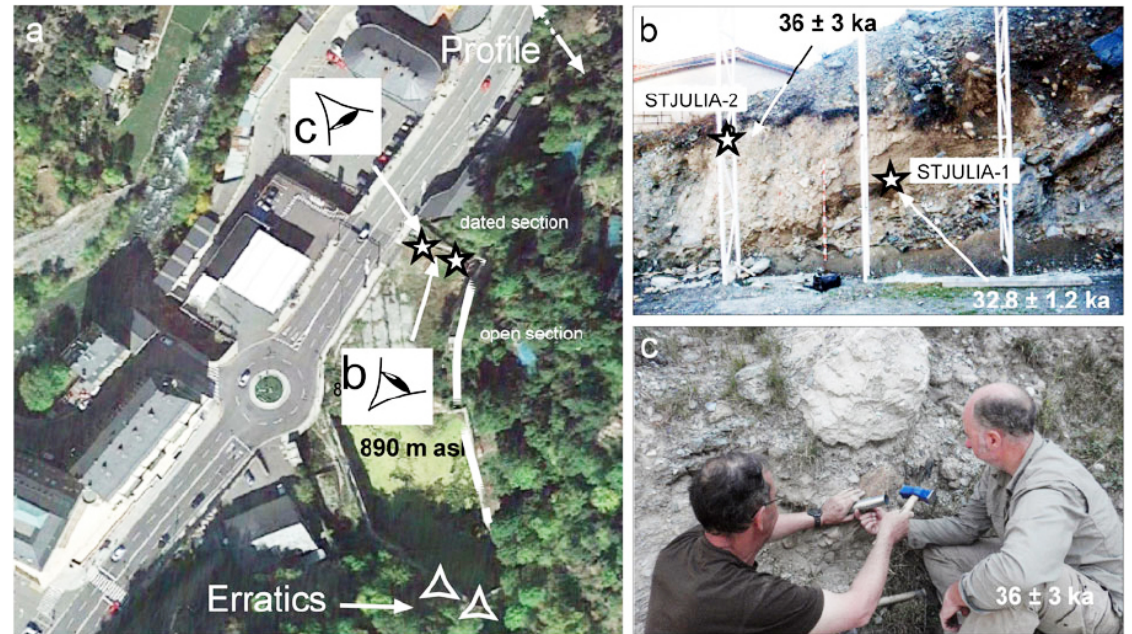 a
Profile
c
dated section
open section
b
8
890 m asl
Erratics
b
36 ± 3 ka
STJULIA-2
STJULIA-1
32.8 ± 1.2 ka
c
36 ± 3 ka